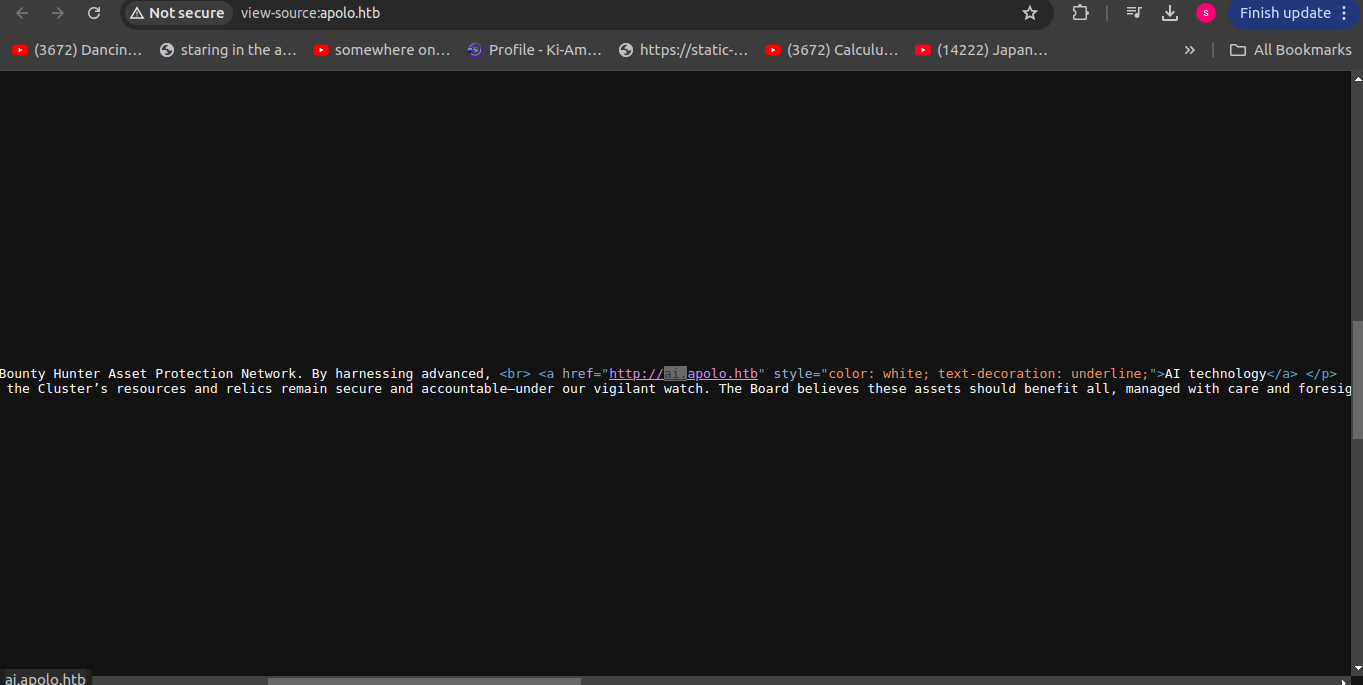 Not secure view-source:apolo.htb S Finish update
(3672) Dancin... staring in the a... somewhere on... Profile - Ki-Am... https://static-... (3672) Calculu... (14222) Japan... » All Bookmarks
Bounty Hunter Asset Protection Network. By harnessing advanced, <br> <a href="http://ai.apolo.htb" style="color: white; text-decoration: underline;">AI technology</a> </p>
the Cluster’s resources and relics remain secure and accountable—under our vigilant watch. The Board believes these assets should benefit all, managed with care and foresig
ai.apolo.htb